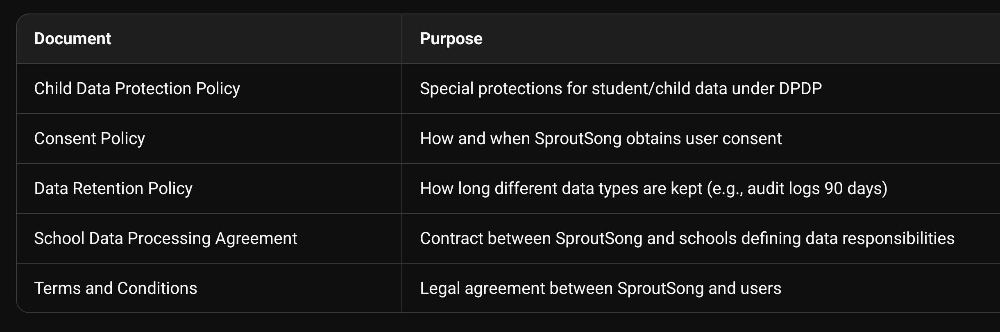 Document Purpose
Child Data Protection Policy Special protections for student/child data under DPDP
Consent Policy How and when SproutSong obtains user consent
Data Retention Policy How long different data types are kept (e.g., audit logs 90 days)
School Data Processing Agreement Contract between SproutSong and schools defining data responsibilities
Terms and Conditions Legal agreement between SproutSong and users